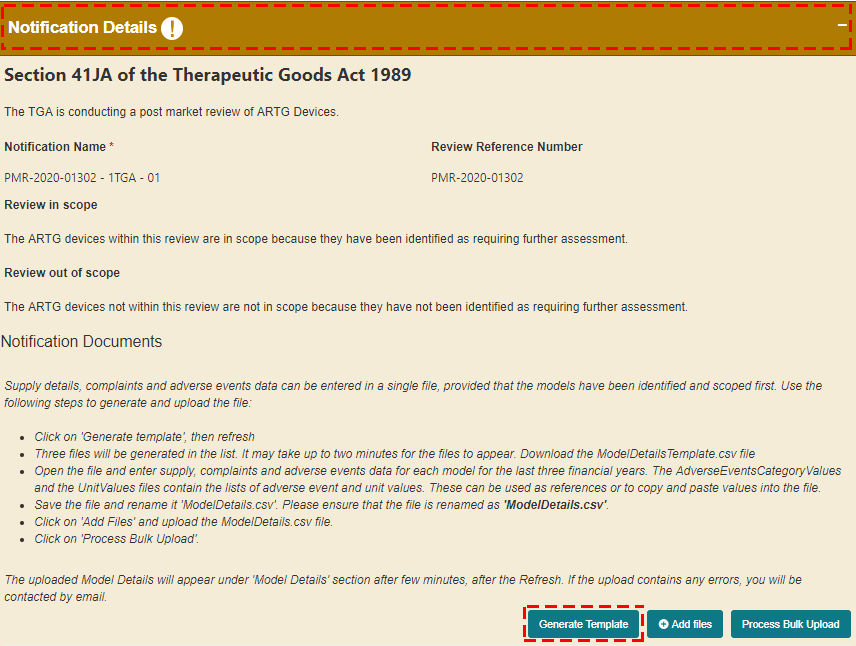 Notification Details !
Section 41JA of the Therapeutic Goods Act 1989
The TGA is conducting a post market review of ARTG Devices.
Notification Name * Review Reference Number
PMR-2020-01302 - 1TGA - 01 PMR-2020-01302
Review in scope
The ARTG devices within this review are in scope because they have been identified as requiring further assessment.
Review out of scope
The ARTG devices not within this review are not in scope because they have not been identified as requiring further assessment.
Notification Documents
Supply details, complaints and adverse events data can be entered in a single file, provided that the models have been identified and scoped first. Use the
following steps to generate and upload the file:
• Click on 'Generate template', then refresh
• Three files will be generated in the list. It may take up to two minutes for the files to appear. Download the ModelDetailsTemplate.csv file
• Open the file and enter supply, complaints and adverse events data for each model for the last three financial years. The AdverseEventsCategoryValues
and the UnitValues files contain the lists of adverse event and unit values. These can be used as references or to copy and paste values into the file.
• Save the file and rename it 'ModelDetails.csv'. Please ensure that the file is renamed as 'ModelDetails.csv'.
• Click on 'Add Files' and upload the ModelDetails.csv file.
• Click on 'Process Bulk Upload'.
The uploaded Model Details will appear under 'Model Details' section after few minutes, after the Refresh. If the upload contains any errors, you will be
contacted by email.
Generate Template Add files Process Bulk Upload